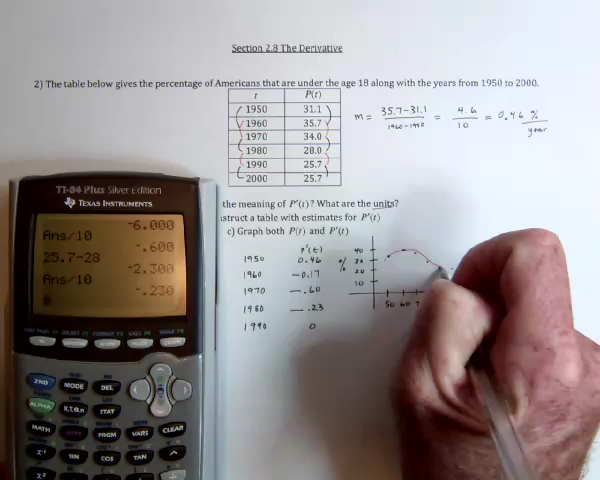 Section 2.8 The Derivative
2) The table below gives the percentage of Americans that are under the age 18 along with the years from 1950 to 2000.
t P(t)
1950 31.1
1960 35.7
1970 34.0
1980 28.0
1990 25.7
2000 25.7
m = 35.7-31.1 / 1960-1950 = 4.6 / 10 = 0.46 % / year
the meaning of P'(t)? What are the units?
struct a table with estimates for P'(t)
c) Graph both P(t) and P'(t)
P'(t)
1950 0.46
1960 -0.17
1970 -.60
1980 -.23
1990 0
%
40
30
20
10
50 60 7
TI-84 Plus Silver Edition
TEXAS INSTRUMENTS
-6.000
Ans/10
-.600
25.7-28
-2.300
Ans/10
-.230
2ND MODE DEL
ALPHA X,T,θ,n STAT
MATH PRGM VARS CLEAR
x⁻¹ SIN COS TAN
x²